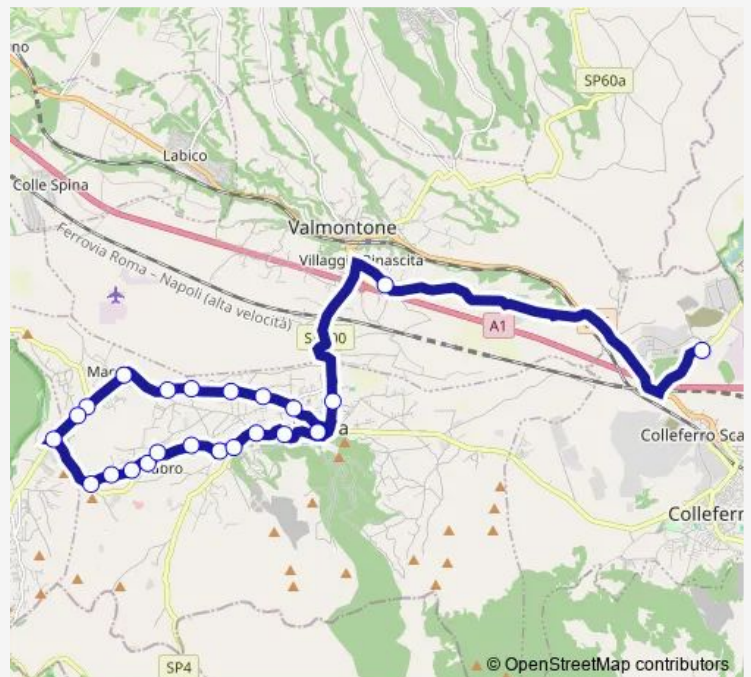 no
SP60a
Labico
Colle Spina
Valmontone
Villaggi
Rinascita
Ferrovia Roma - Napoli (alta velocità)
A1
Colleferro Sca
Colleferr
SP4
© OpenStreetMap contributors